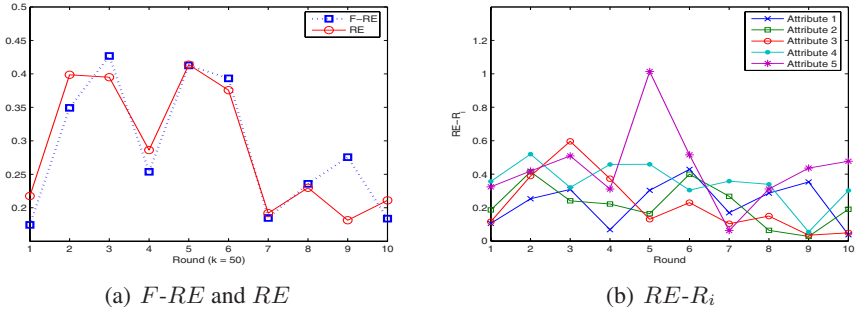 0.5
0.45
0.4
0.35
0.3
0.25
0.2
1 2 3 4 5 6 7 8 9 10
Round (k = 50)
F−RE
RE
(a) F-RE and RE
RE−Ri
1.2
1
0.8
0.6
0.4
0.2
0
1 2 3 4 5 6 7 8 9 10
Round
Attribute 1
Attribute 2
Attribute 3
Attribute 4
Attribute 5
(b) RE-Ri